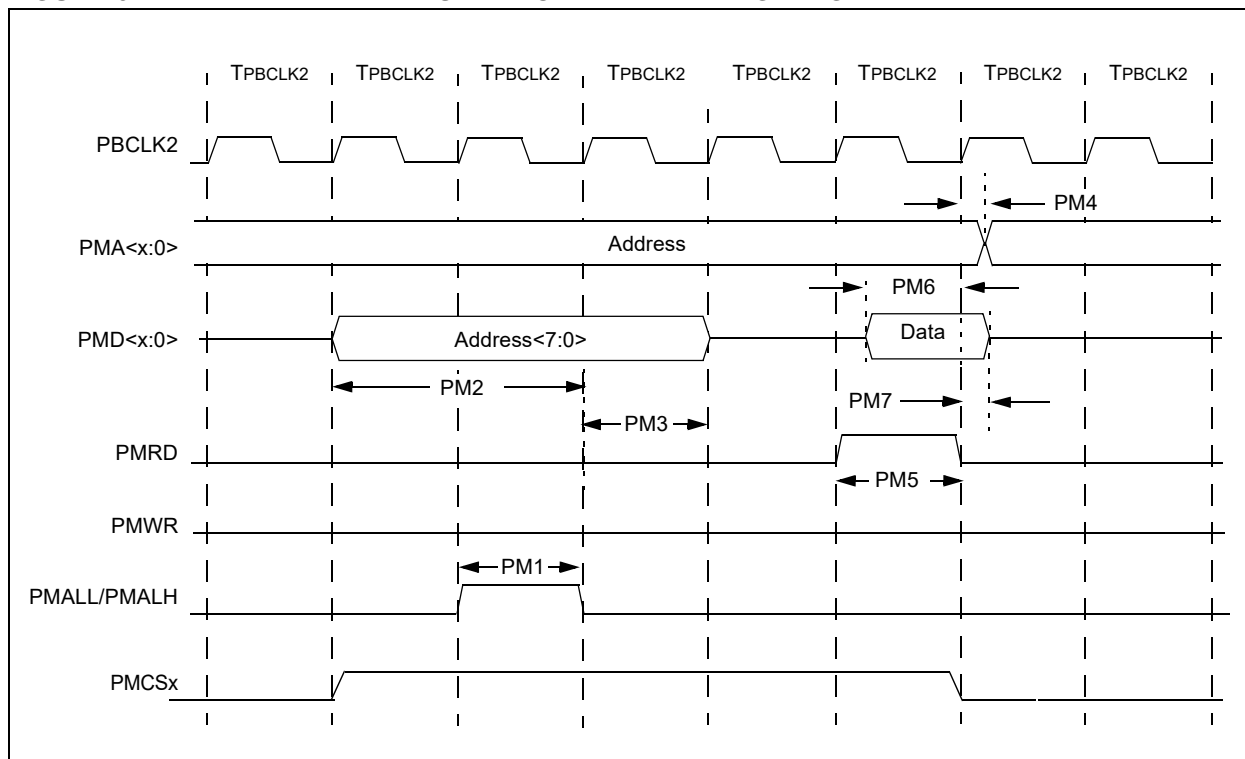 TPBCLK2 TPBCLK2 TPBCLK2 TPBCLK2 TPBCLK2 TPBCLK2 TPBCLK2 TPBCLK2
PBCLK2
PM4
PMA<x:0> Address
PM6
PMD<x:0> Address<7:0> Data
PM2 PM7
PM3
PMRD
PM5
PMWR
PM1
PMALL/PMALH
PMCSx